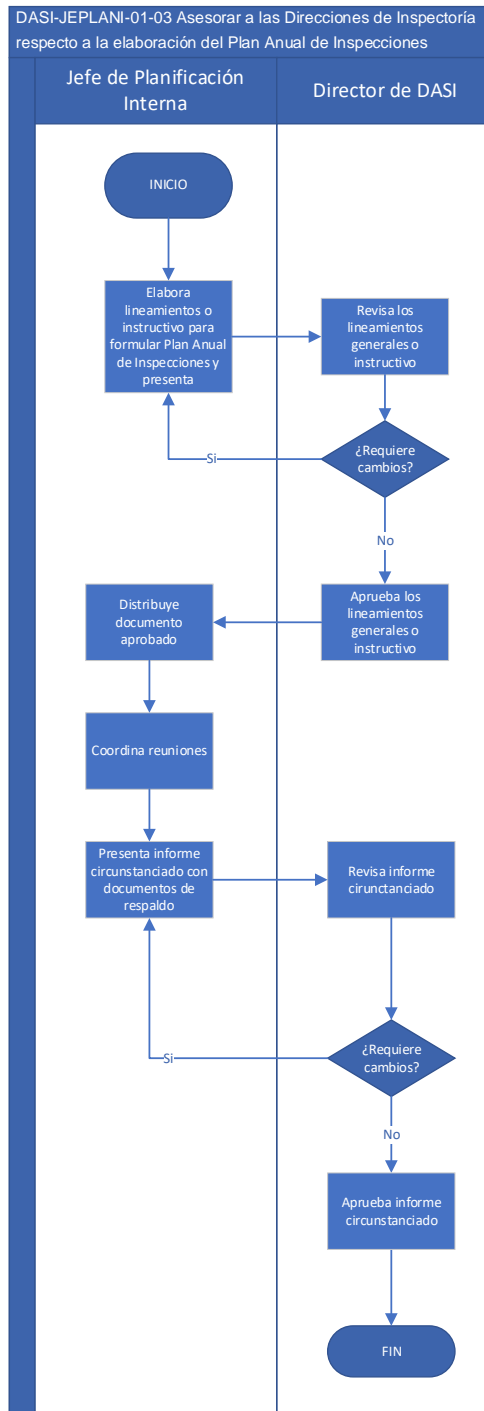 DASI-JEPLANI-01-03 Asesorar a las Direcciones de Inspectoría
respecto a la elaboración del Plan Anual de Inspecciones
Jefe de Planificación
Interna
Director de DASI
INICIO
Elabora
lineamientos o
instructivo para
formular Plan Anual
de Inspecciones y
presenta
Revisa los
lineamientos
generales o
instructivo
¿Requiere
cambios?
Si
No
Aprueba los
lineamientos
generales o
instructivo
Distribuye
documento
aprobado
Coordina reuniones
Presenta informe
circunstanciado con
documentos de
respaldo
Revisa informe
cirunctanciado
¿Requiere
cambios?
Si
No
Aprueba informe
circunstanciado
FIN